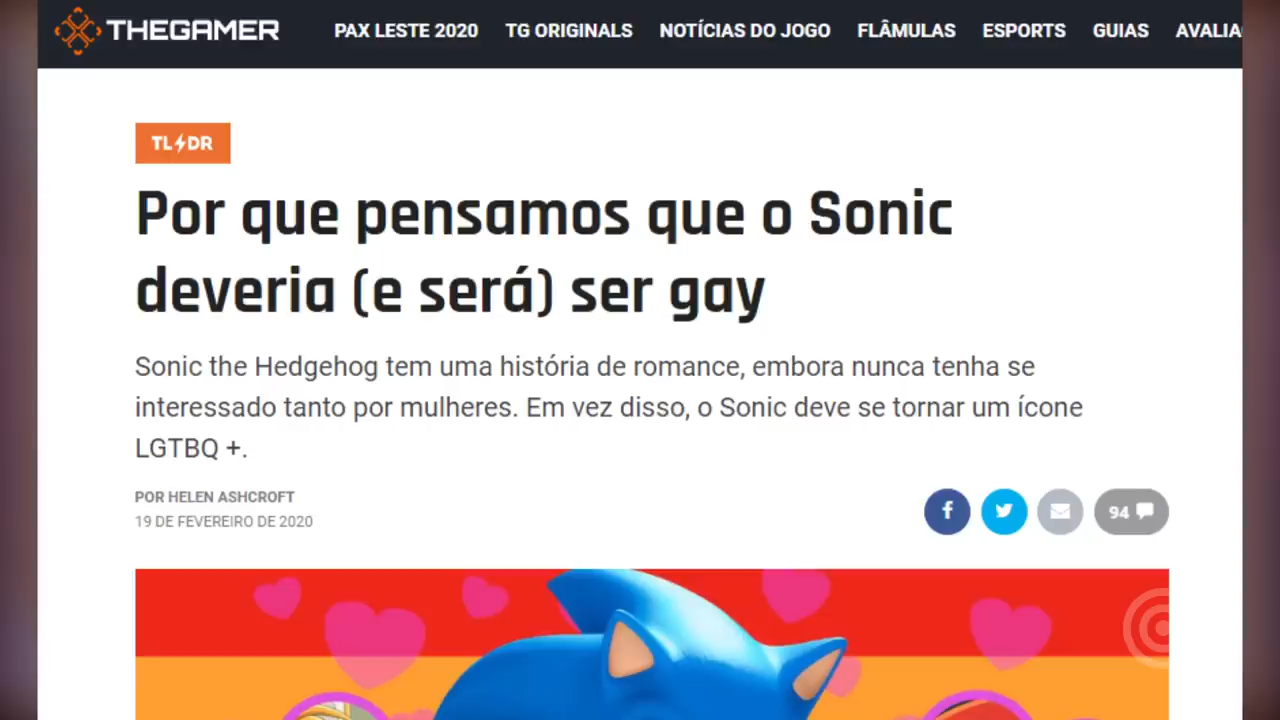 THEGAMER PAX LESTE 2020 TG ORIGINALS NOTÍCIAS DO JOGO FLÂMULAS ESPORTS GUIAS AVALIA
TL DR
Por que pensamos que o Sonic
deveria (e será) ser gay
Sonic the Hedgehog tem uma história de romance, embora nunca tenha se
interessado tanto por mulheres. Em vez disso, o Sonic deve se tornar um ícone
LGTBQ +.
POR HELEN ASHCROFT
19 DE FEVEREIRO DE 2020
94